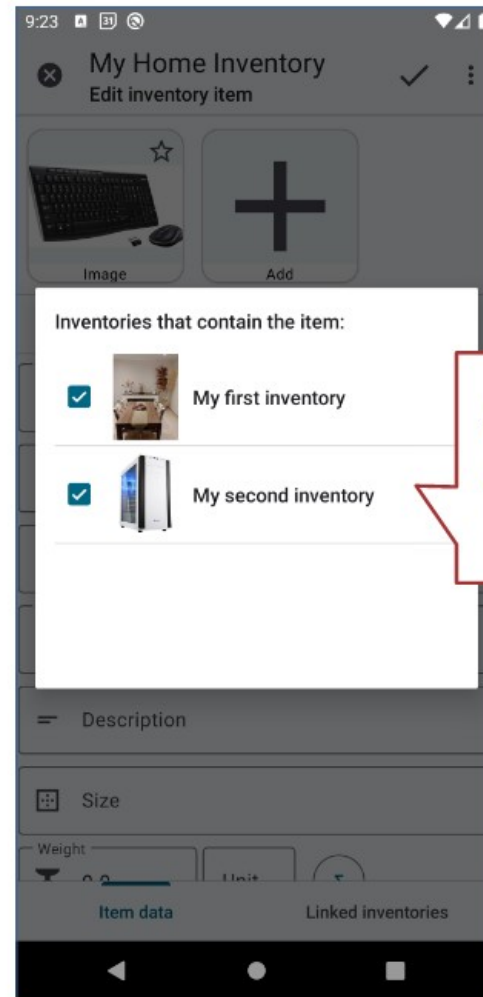 9:23
My Home Inventory
Edit inventory item
Image
Add
Inventories that contain the item:
My first inventory
My second inventory
Description
Size
Weight
Item data
Linked inventories